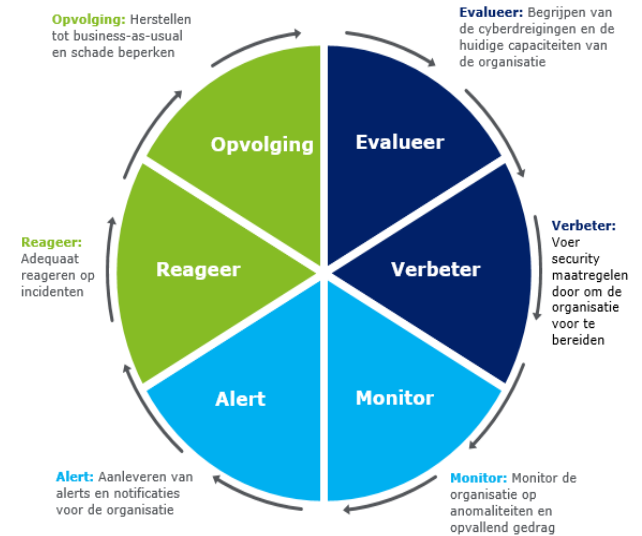 Opvolging: Herstellen
tot business-as-usual
en schade beperken
Evalueer: Begrijpen van
de cyberdreigingen en de
huidige capaciteiten van
de organisatie
Opvolging
Evalueer
Reageer:
Adequaat
reageren op
incidenten
Reageer
Verbeter
Verbeter:
Voer
security
maatregelen
door om de
organisatie
voor te
bereiden
Alert
Monitor
Alert: Aanleveren van
alerts en notificaties
voor de organisatie
Monitor: Monitor de
organisatie op
anomaliteiten en
opvallend gedrag